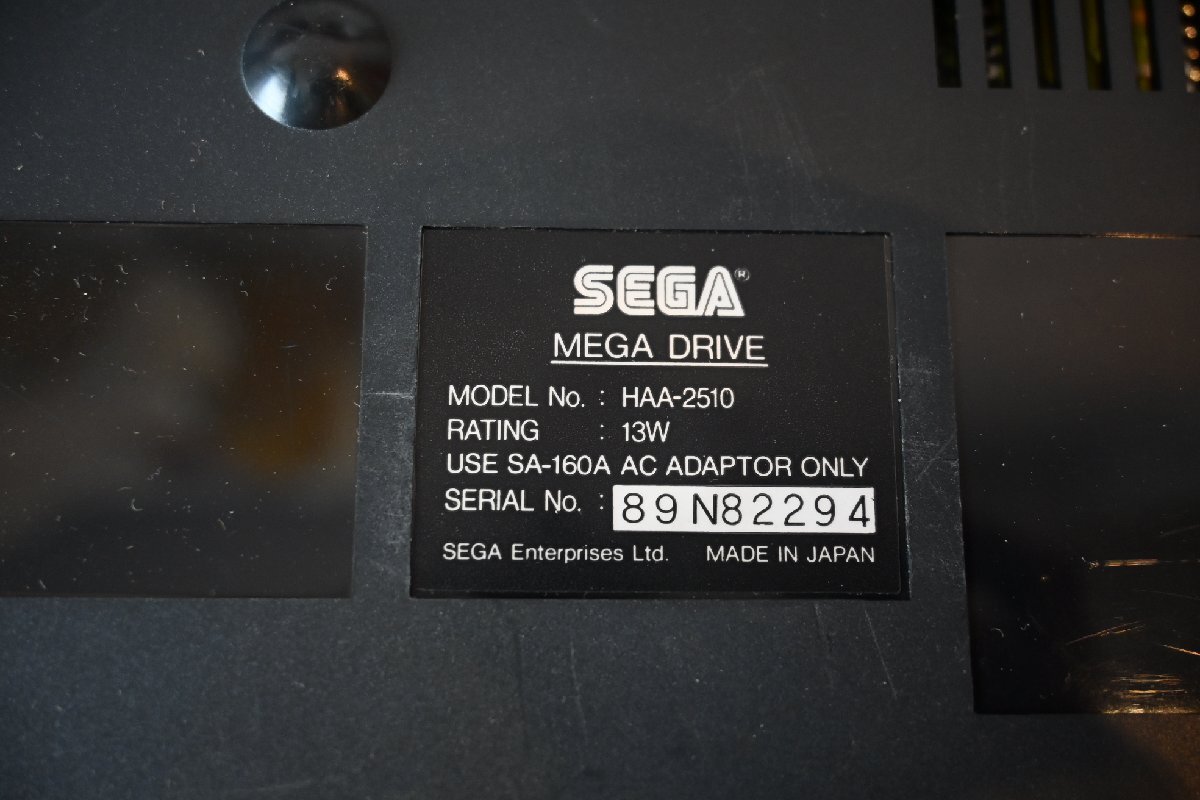 SEGA®
MEGA DRIVE
MODEL No. : HAA-2510
RATING : 13W
USE SA-160A AC ADAPTOR ONLY
SERIAL No. : 89N82294
SEGA Enterprises Ltd. MADE IN JAPAN